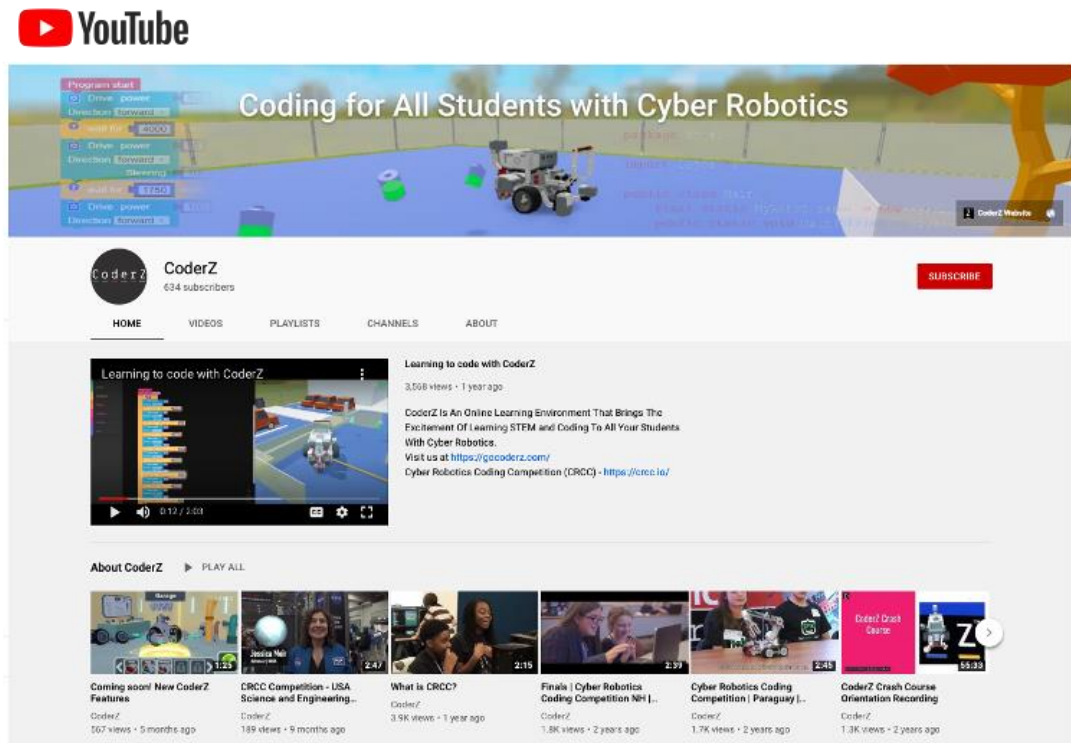 YouTube
Coding for All Students with Cyber Robotics
Program start
Drive power
Direction forward
wait for 4000
Drive power
Direction forward
Steering
wait for 1750
Drive power
Direction forward
CoderZ Website
CoderZ
CoderZ
634 subscribers
SUBSCRIBE
HOME VIDEOS PLAYLISTS CHANNELS ABOUT
Learning to code with CoderZ
0:12 / 2:03
Learning to code with CoderZ
3,568 views • 1 year ago
CoderZ Is An Online Learning Environment That Brings The
Excitement Of Learning STEM and Coding To All Your Students
With Cyber Robotics.
Visit us at https://gocoderz.com/
Cyber Robotics Coding Competition (CRCC) - https://crcc.io/
About CoderZ PLAY ALL
Garage
1:25
Jessica Meir
2:47
2:15
2:39
2:45
CoderZ Crash
Course
Z
55:33
Coming soon! New CoderZ
Features
CoderZ
567 views • 5 months ago
CRCC Competition - USA
Science and Engineering...
CoderZ
189 views • 9 months ago
What is CRCC?
CoderZ
3.9K views • 1 year ago
Finals | Cyber Robotics
Coding Competition NH |...
CoderZ
1.8K views • 2 years ago
Cyber Robotics Coding
Competition | Paraguay |...
CoderZ
1.7K views • 2 years ago
CoderZ Crash Course
Orientation Recording
CoderZ
1.3K views • 2 years ago